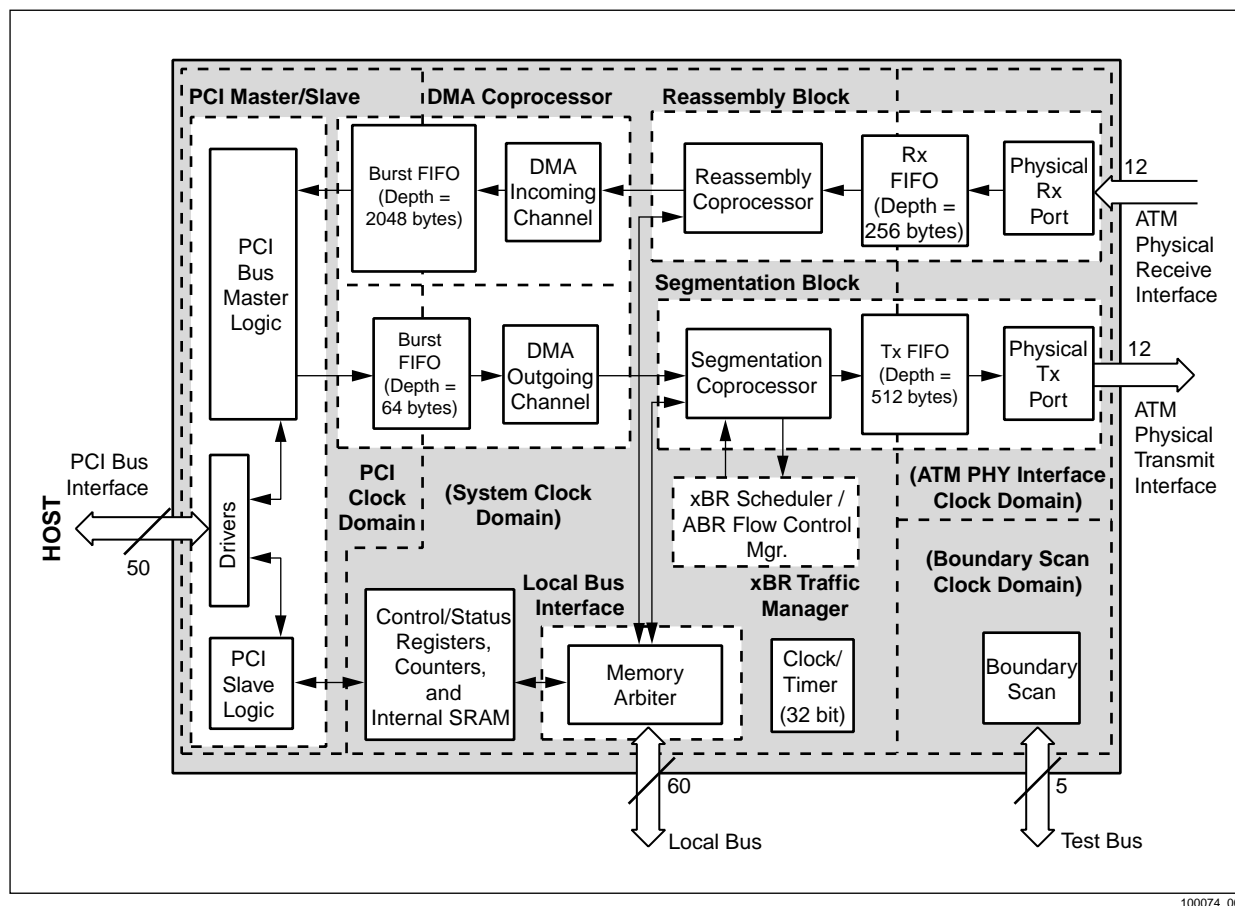 PCI Master/Slave
DMA Coprocessor
Reassembly Block
PCI
Bus
Master
Logic
Burst FIFO
(Depth =
2048 bytes)
DMA
Incoming
Channel
Reassembly
Coprocessor
Rx
FIFO
(Depth =
256 bytes)
Physical
Rx
Port
12
ATM
Physical
Receive
Interface
Segmentation Block
Burst
FIFO
(Depth =
64 bytes)
DMA
Outgoing
Channel
Segmentation
Coprocessor
Tx FIFO
(Depth =
512 bytes)
Physical
Tx
Port
12
ATM
Physical
Transmit
Interface
PCI Bus
Interface
HOST
50
Drivers
PCI
Clock
Domain
(System Clock
Domain)
xBR Scheduler /
ABR Flow Control
Mgr.
xBR Traffic
Manager
(ATM PHY Interface
Clock Domain)
(Boundary Scan
Clock Domain)
PCI
Slave
Logic
Control/Status
Registers,
Counters,
and
Internal SRAM
Local Bus
Interface
Memory
Arbiter
Clock/
Timer
(32 bit)
Boundary
Scan
60
Local Bus
5
Test Bus